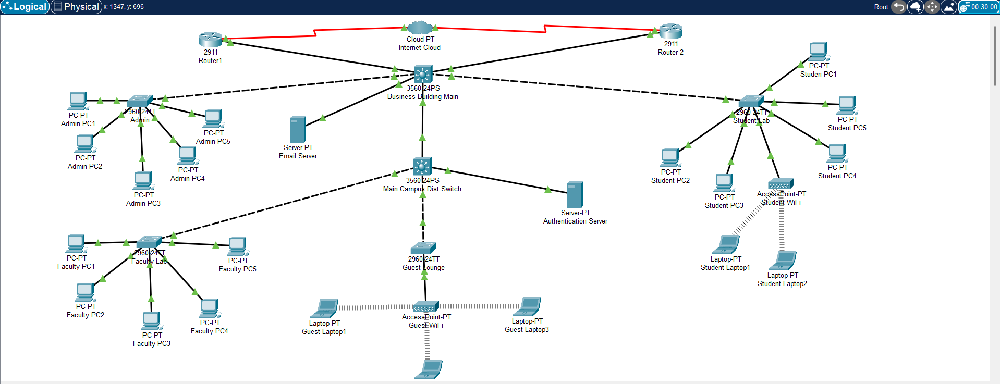 Logical Physical x: 1347, y: 696 Root 00:30:00
Cloud-PT
Internet Cloud
2911
Router1
2911
Router 2
3560-24PS
Business Building Main
PC-PT
Studen PC1
PC-PT
Admin PC1
2960-24TT
Admin
PC-PT
Admin PC5
PC-PT
Admin PC2
PC-PT
Admin PC4
PC-PT
Admin PC3
Server-PT
Email Server
2960-24TT
Student Lab
PC-PT
Student PC5
PC-PT
Student PC2
PC-PT
Student PC4
PC-PT
Student PC3
AccessPoint-PT
Student WiFi
3560-24PS
Main Campus Dist Switch
Server-PT
Authentication Server
Laptop-PT
Student Laptop1
Laptop-PT
Student Laptop2
PC-PT
Faculty PC1
2960-24TT
Faculty Lab
PC-PT
Faculty PC5
PC-PT
Faculty PC2
PC-PT
Faculty PC4
PC-PT
Faculty PC3
2960-24TT
Guest Lounge
Laptop-PT
Guest Laptop1
AccessPoint-PT
Guest WiFi
Laptop-PT
Guest Laptop3